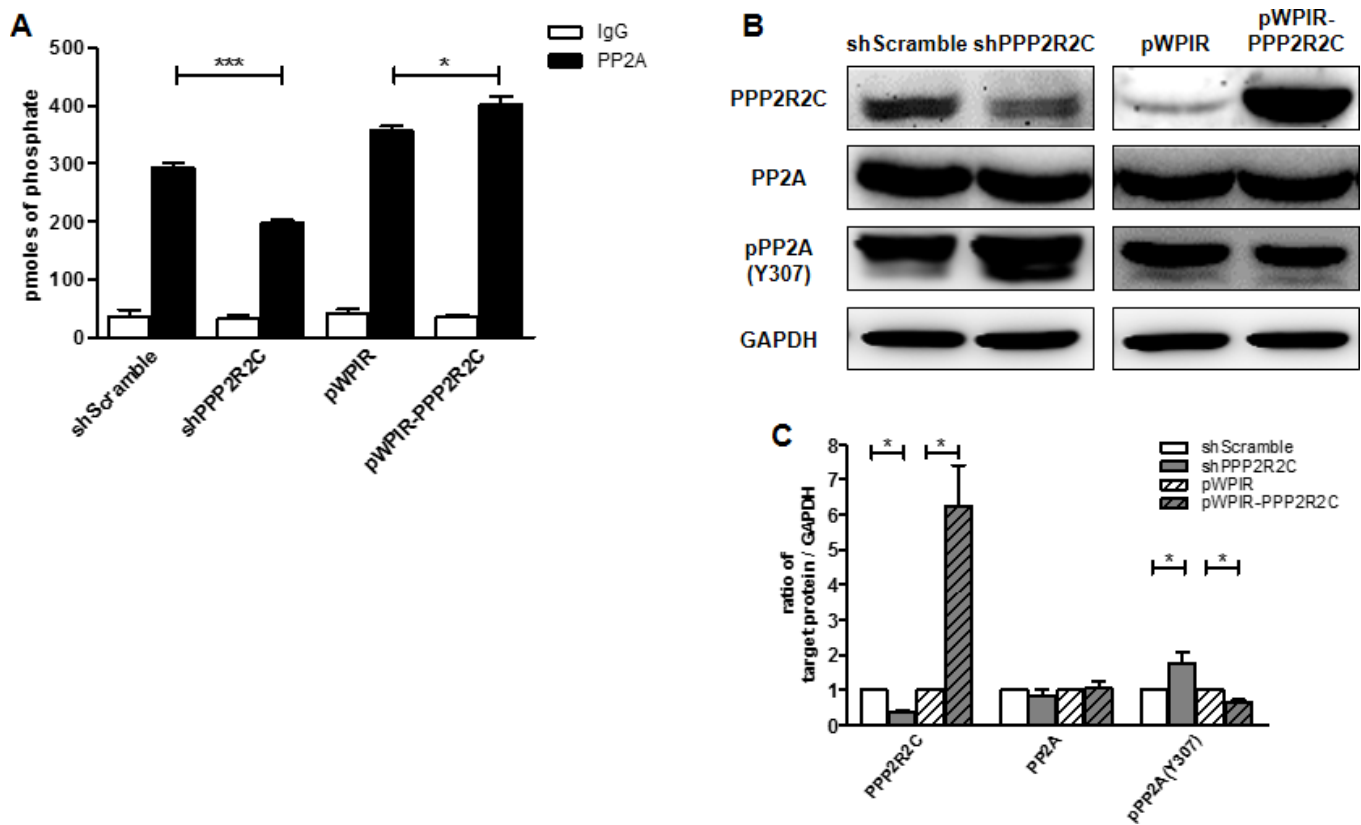 A
IgG
PP2A
500
400
300
200
100
0
pmoles of phosphate
***
*
shScramble
shPPP2R2C
pWPIR
pWPIR-PPP2R2C
B
shScramble shPPP2R2C
pWPIR
pWPIR-
PPP2R2C
PPP2R2C
PP2A
pPP2A
(Y307)
GAPDH
C
8
7
6
5
4
3
2
1
0
ratio of
target protein / GAPDH
* *
* *
shScramble
shPPP2R2C
pWPIR
pWPIR-PPP2R2C
PPP2R2C
PP2A
pPP2A(Y307)